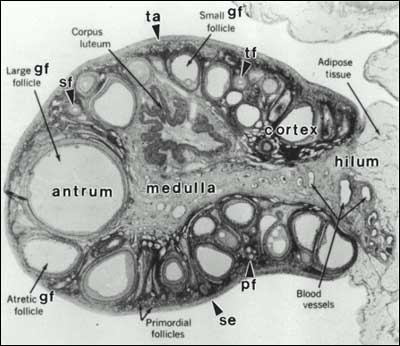 ta
Small gf
follicle
Corpus
luteum
tf
Adipose
tissue
Large gf
follicle
sf
cortex
hilum
antrum
medulla
Atretic gf
follicle
pf
Primordial
follicles
se
Blood
vessels